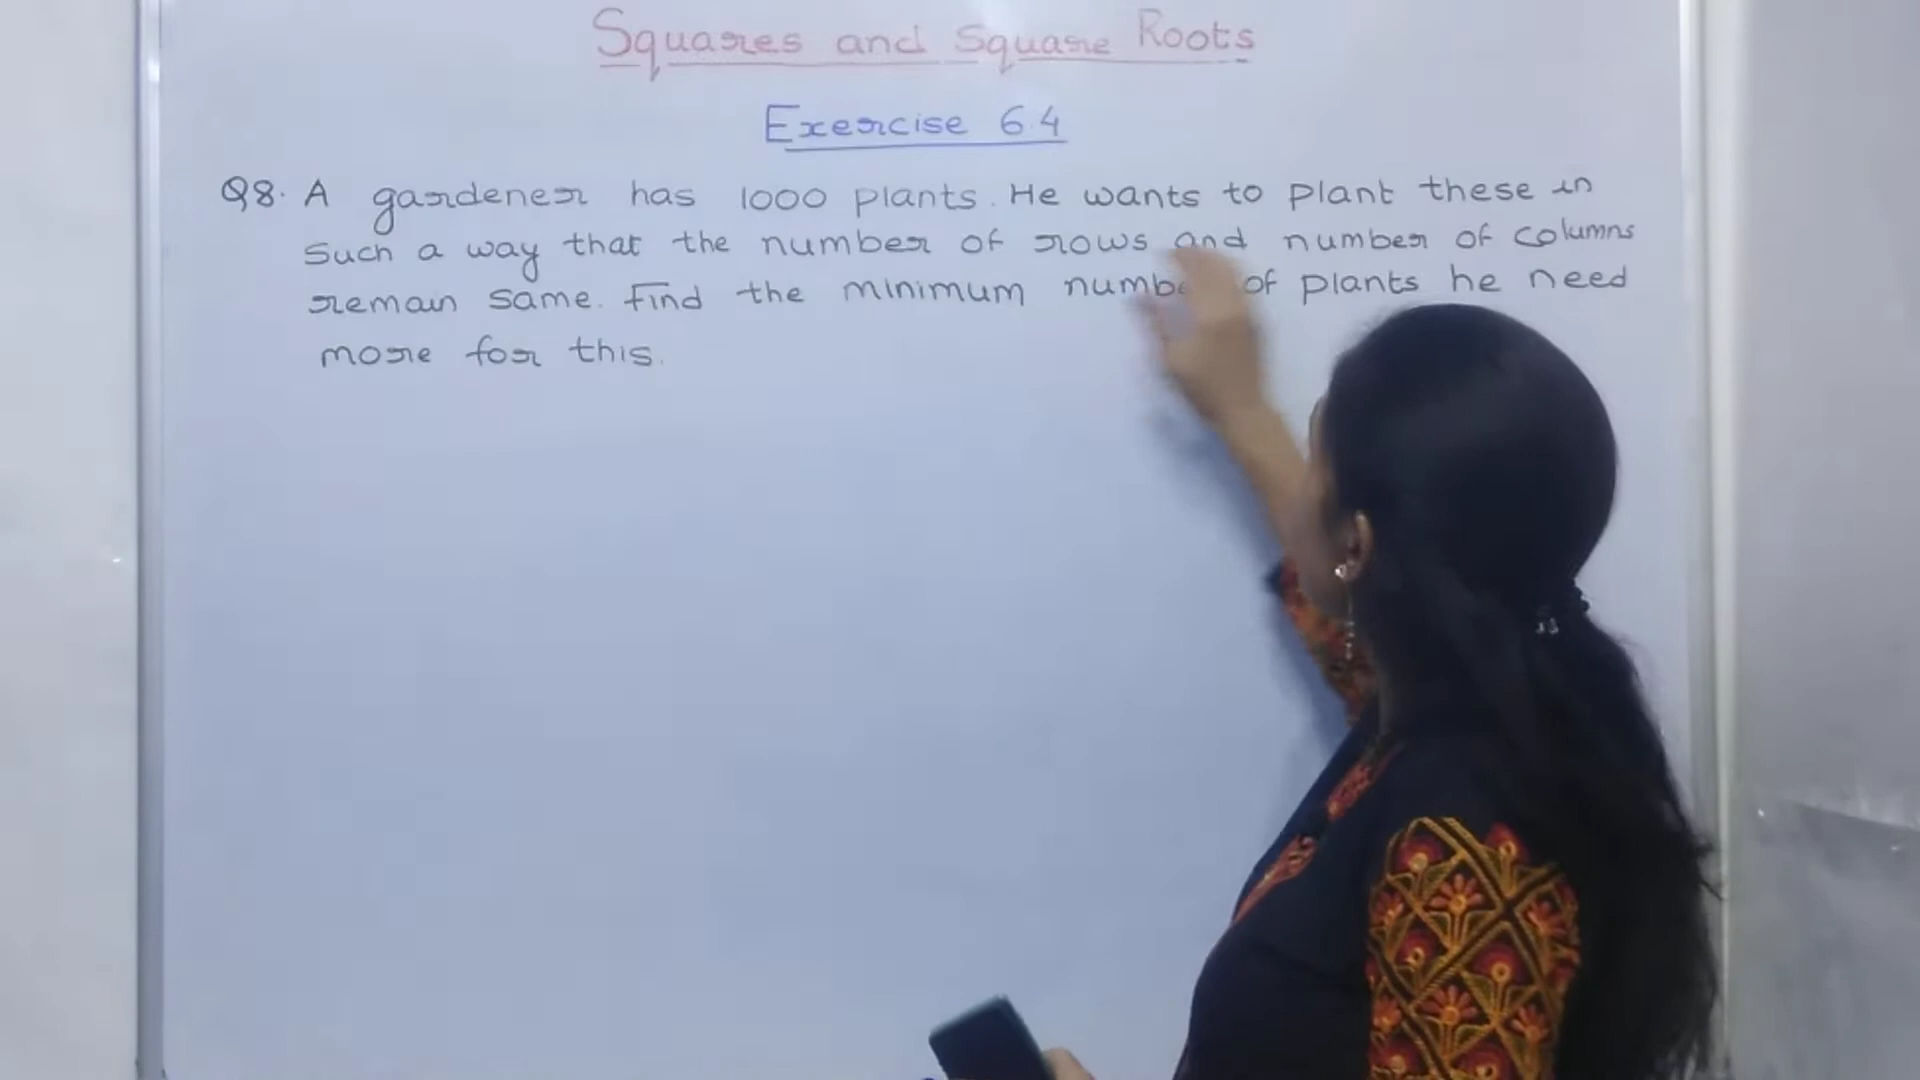 Squares and Square Roots
Exercise 6.4
Q8. A gardener has 1000 plants. He wants to plant these in
such a way that the number of rows and number of columns
remain same. Find the minimum of plants he need
more for this.